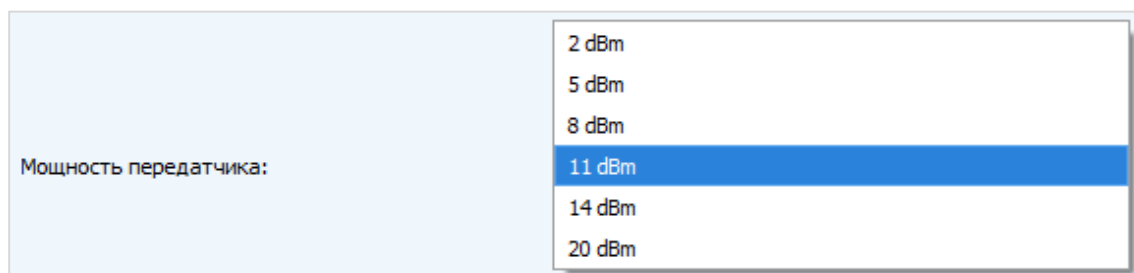 2 dBm
5 dBm
8 dBm
Мощность передатчика:
11 dBm
14 dBm
20 dBm